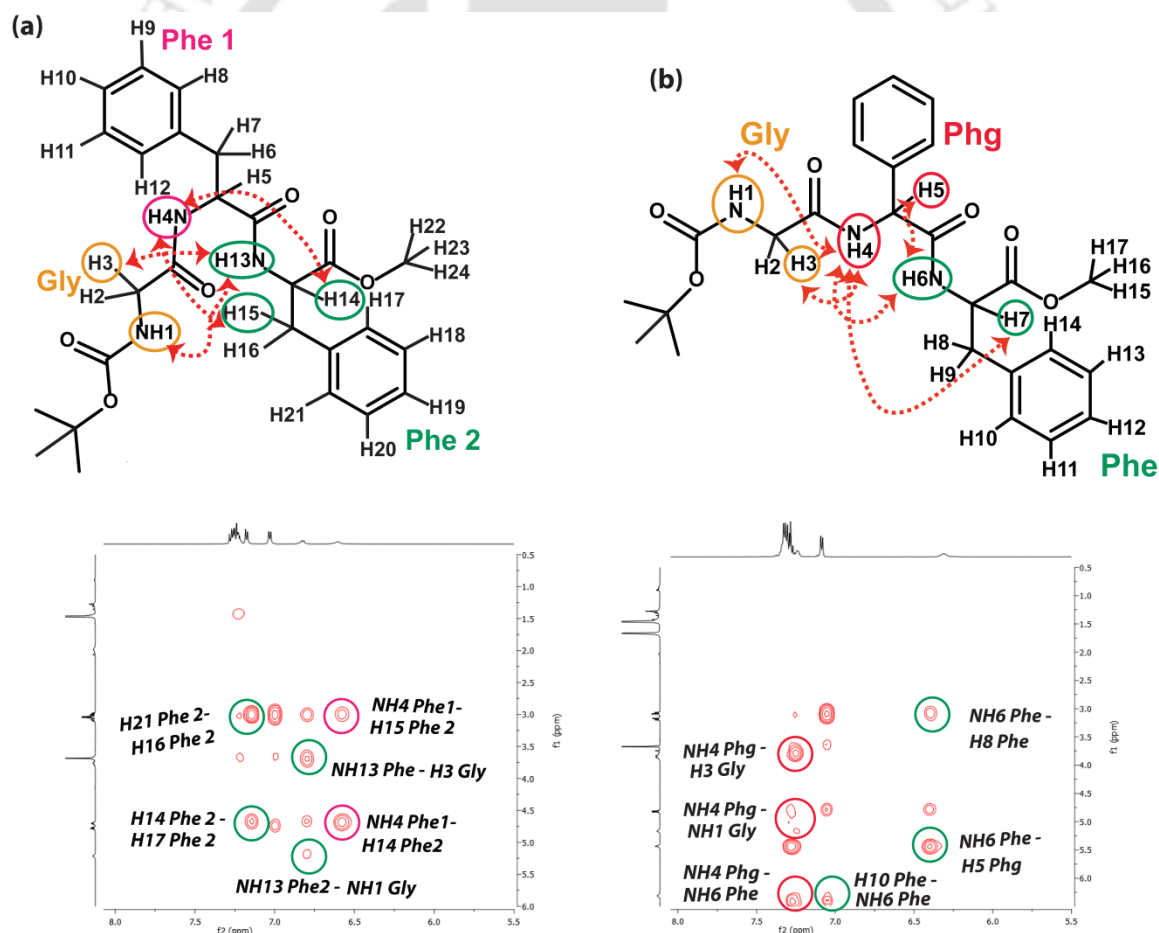 (a)
H9
Phe 1
H10
H8
H7
H11
H6
H12
H5
O
O
H4 N
N
H22
H23
H3
H13
O
H24
Gly
H2
O
H14
H17
H15
NH1
H18
H16
O
O
H21
H19
H20
Phe 2
(b)
Gly
Phg
H1
O
H5
N
N
O
O
O
H2
H3
H4
H6
N
O
H17
H16
H15
O
H7
H14
H8
H13
H9
H10
H12
H11
Phe
0.5
1.0
1.5
2.0
2.5
3.0
3.5
4.0
4.5
5.0
5.5
6.0
f1 (ppm)
H21 Phe 2-
H16 Phe 2
NH4 Phe1-
H15 Phe 2
NH13 Phe - H3 Gly
H14 Phe 2 -
H17 Phe 2
NH4 Phe1-
H14 Phe2
NH13 Phe2 - NH1 Gly
8.0 7.5 7.0 6.5 6.0 5.5
f2 (ppm)
0.5
1.0
1.5
2.0
2.5
3.0
3.5
4.0
4.5
5.0
5.5
6.0
f1 (ppm)
NH6 Phe -
H8 Phe
NH4 Phg -
H3 Gly
NH4 Phg -
NH1 Gly
NH6 Phe -
H5 Phg
NH4 Phg -
NH6 Phe
H10 Phe -
NH6 Phe
8.0 7.5 7.0 6.5 6.0 5.5
f2 (ppm)